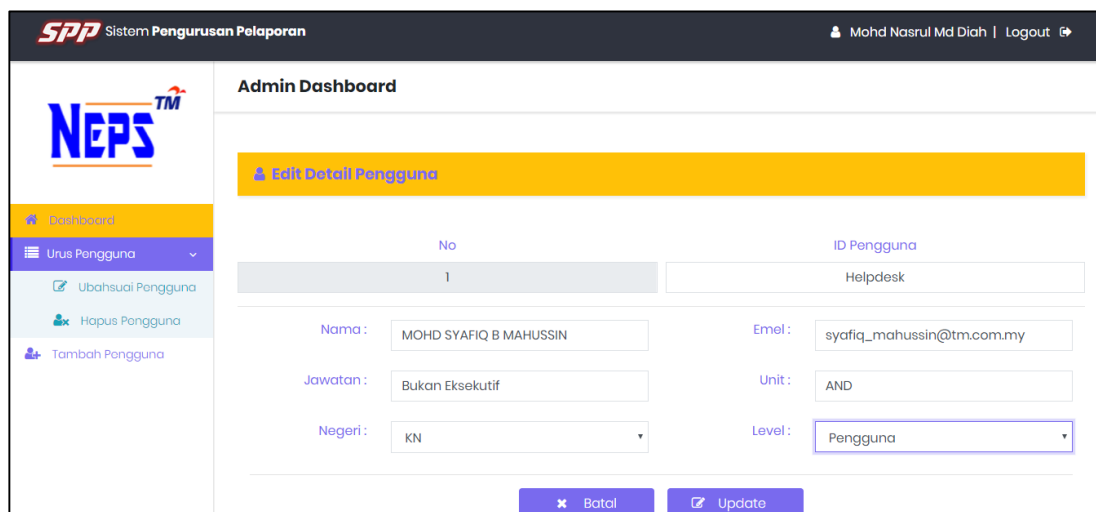 SPP Sistem Pengurusan Pelaporan
Mohd Nasrul Md Diah | Logout
NEPS TM
Admin Dashboard
Edit Detail Pengguna
Dashboard
Urus Pengguna
Ubahsuai Pengguna
Hapus Pengguna
Tambah Pengguna
No
ID Pengguna
1
Helpdesk
Nama :
MOHD SYAFIQ B MAHUSSIN
Emel :
syafiq_mahussin@tm.com.my
Jawatan :
Bukan Eksekutif
Unit :
AND
Negeri :
KN
Level :
Pengguna
Batal
Update